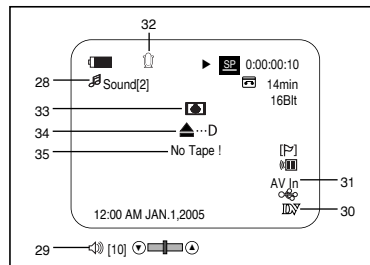 32
SP 0:00:00:10
28 Sound[2] 14min
16BIt
33
34 ...D
35 No Tape !
AV In 31
12:00 AM JAN.1,2005 30
29 [10]